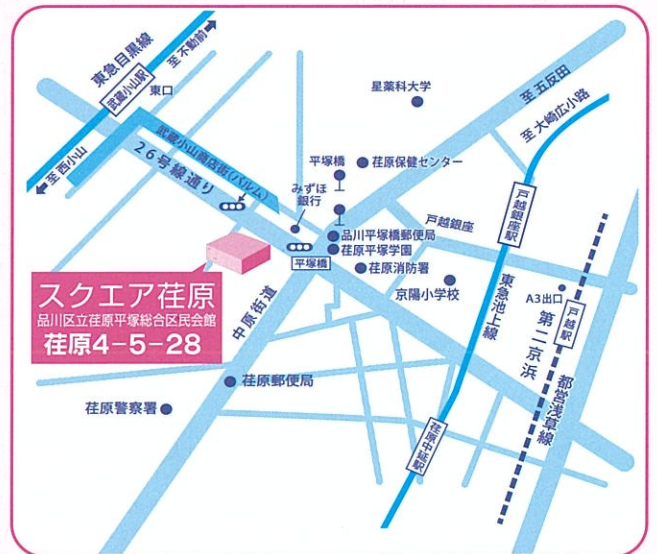 東急目黒線
至不動前
武蔵小山駅
東口
至西小山
武蔵小山商店街(パルム)
26号線通り
星薬科大学
至五反田
至大崎広小路
平塚橋
荏原保健センター
みずほ
銀行
戸越銀座
戸越銀座駅
品川平塚橋郵便局
荏原平塚学園
平塚橋
荏原消防署
京陽小学校
東急池上線
A3出口
戸越駅
第二京浜
都営浅草線
スクエア荏原
品川区立荏原平塚総合区民会館
荏原4-5-28
中原街道
荏原郵便局
荏原警察署
荏原中延駅